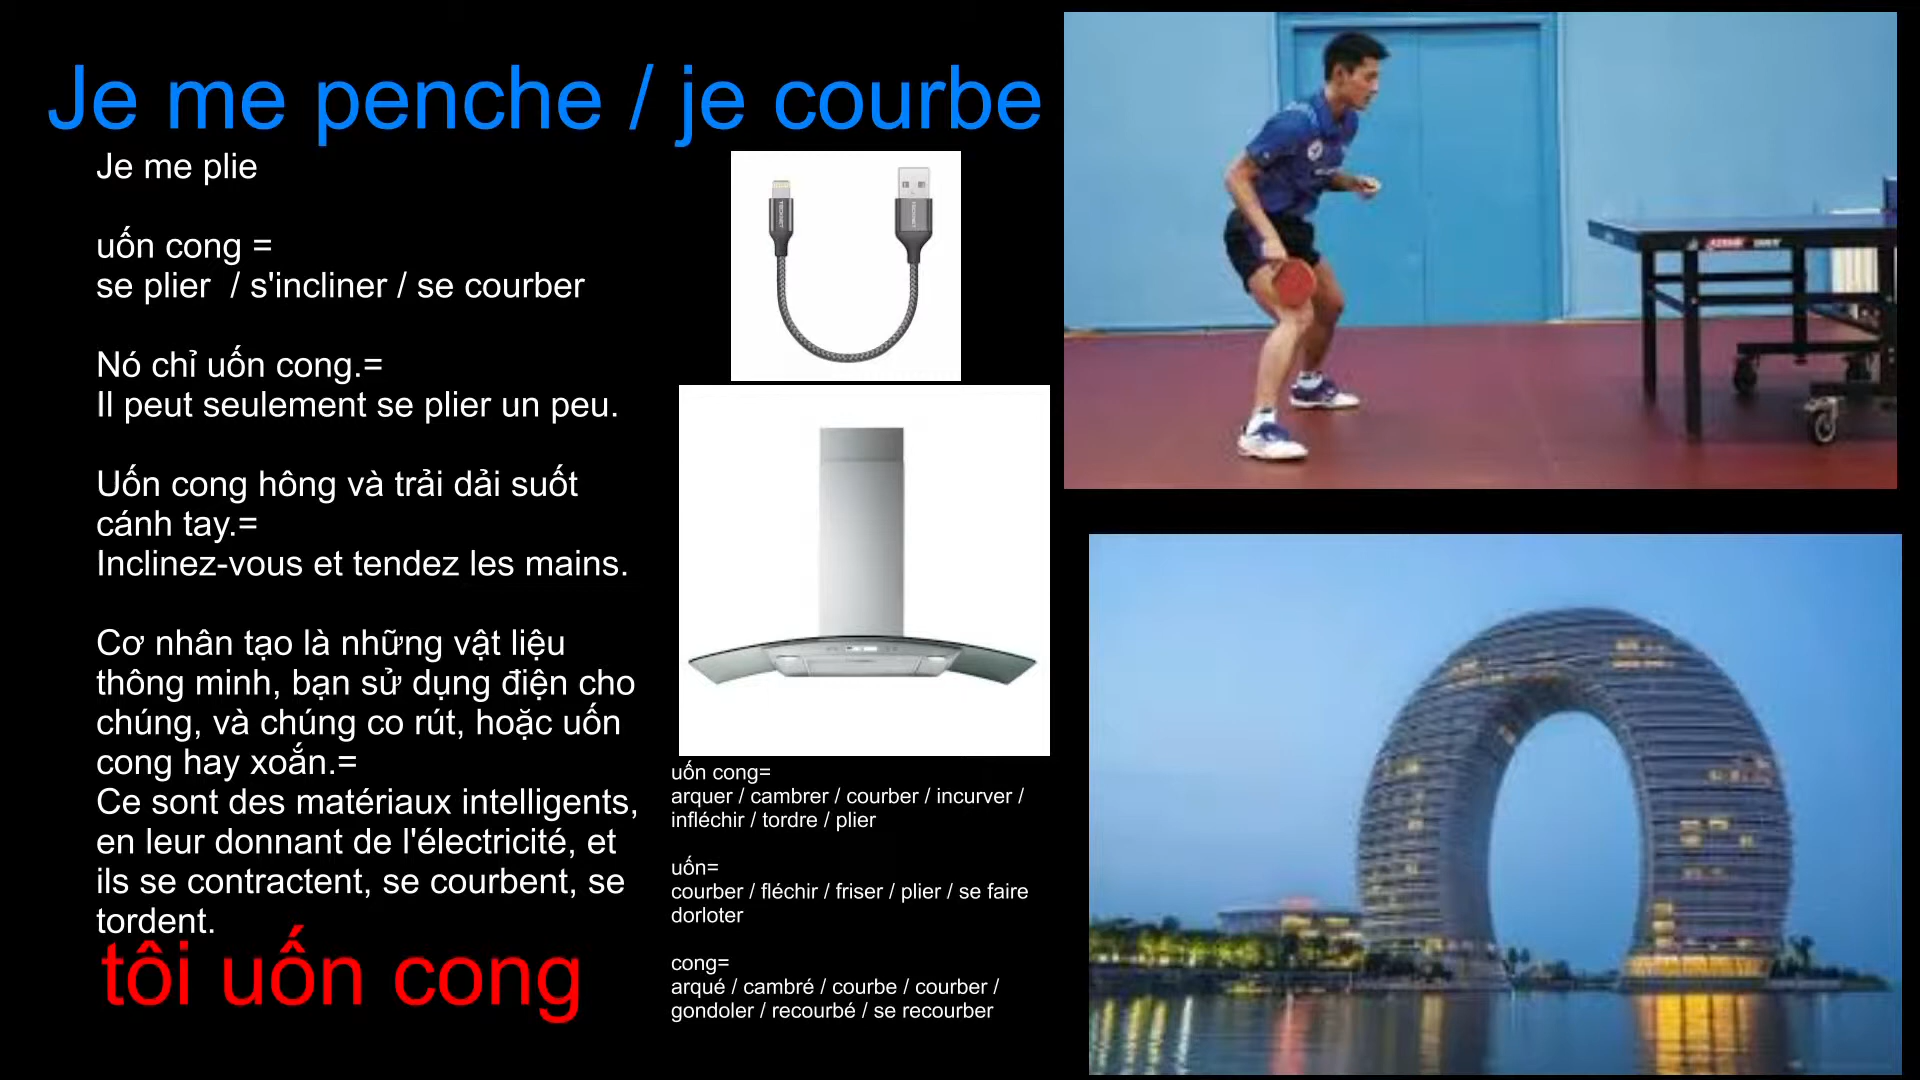 Je me penche / je courbe
Je me plie
uốn cong =
se plier  / s'incliner / se courber
Nó chỉ uốn cong.=
Il peut seulement se plier un peu.
Uốn cong hông và trải dải suốt
cánh tay.=
Inclinez-vous et tendez les mains.
Cơ nhân tạo là những vật liệu
thông minh, bạn sử dụng điện cho
chúng, và chúng co rút, hoặc uốn
cong hay xoắn.=
Ce sont des matériaux intelligents,
en leur donnant de l'électricité, et
ils se contractent, se courbent, se
tordent.
tôi uốn cong
uốn cong=
arquer / cambrer / courber / incurver /
infléchir / tordre / plier
uốn=
courber / fléchir / friser / plier / se faire
dorloter
cong=
arqué / cambré / courbe / courber /
gondoler / recourbé / se recourber